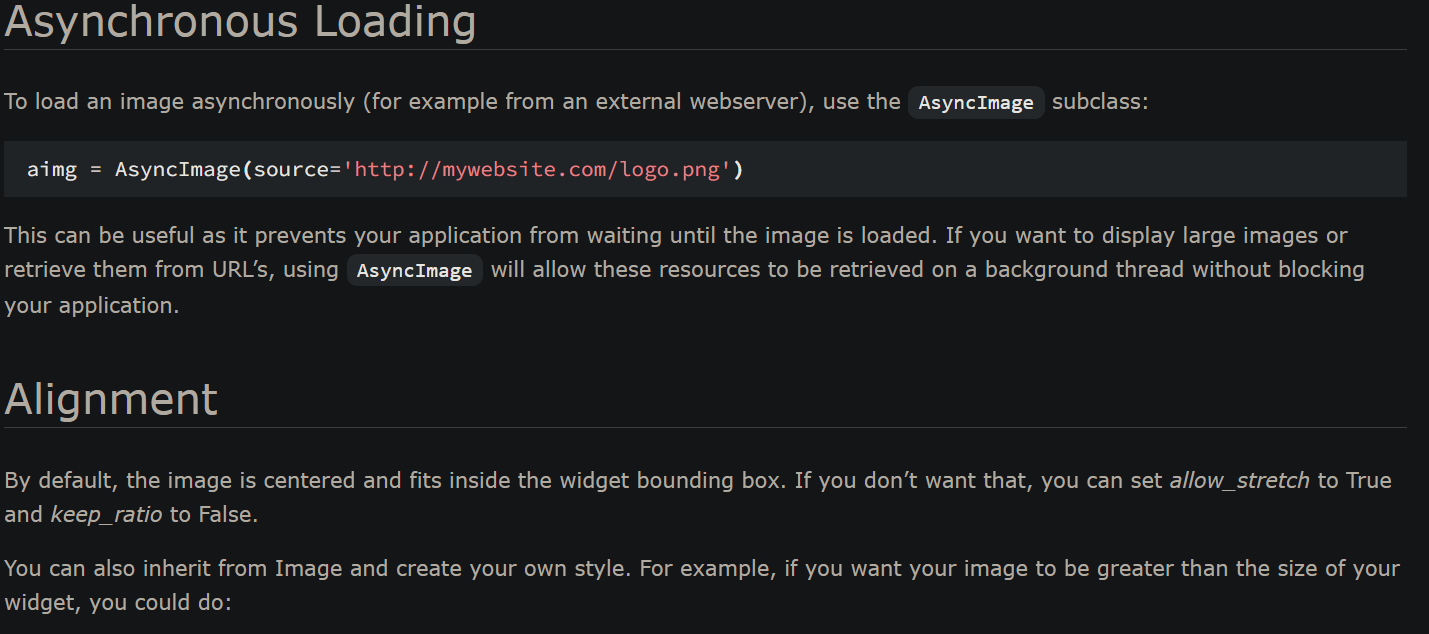 Asynchronous Loading
To load an image asynchronously (for example from an external webserver), use the AsyncImage subclass:
aimg = AsyncImage(source='http://mywebsite.com/logo.png')
This can be useful as it prevents your application from waiting until the image is loaded. If you want to display large images or
retrieve them from URL’s, using AsyncImage will allow these resources to be retrieved on a background thread without blocking
your application.
Alignment
By default, the image is centered and fits inside the widget bounding box. If you don’t want that, you can set allow_stretch to True
and keep_ratio to False.
You can also inherit from Image and create your own style. For example, if you want your image to be greater than the size of your
widget, you could do: